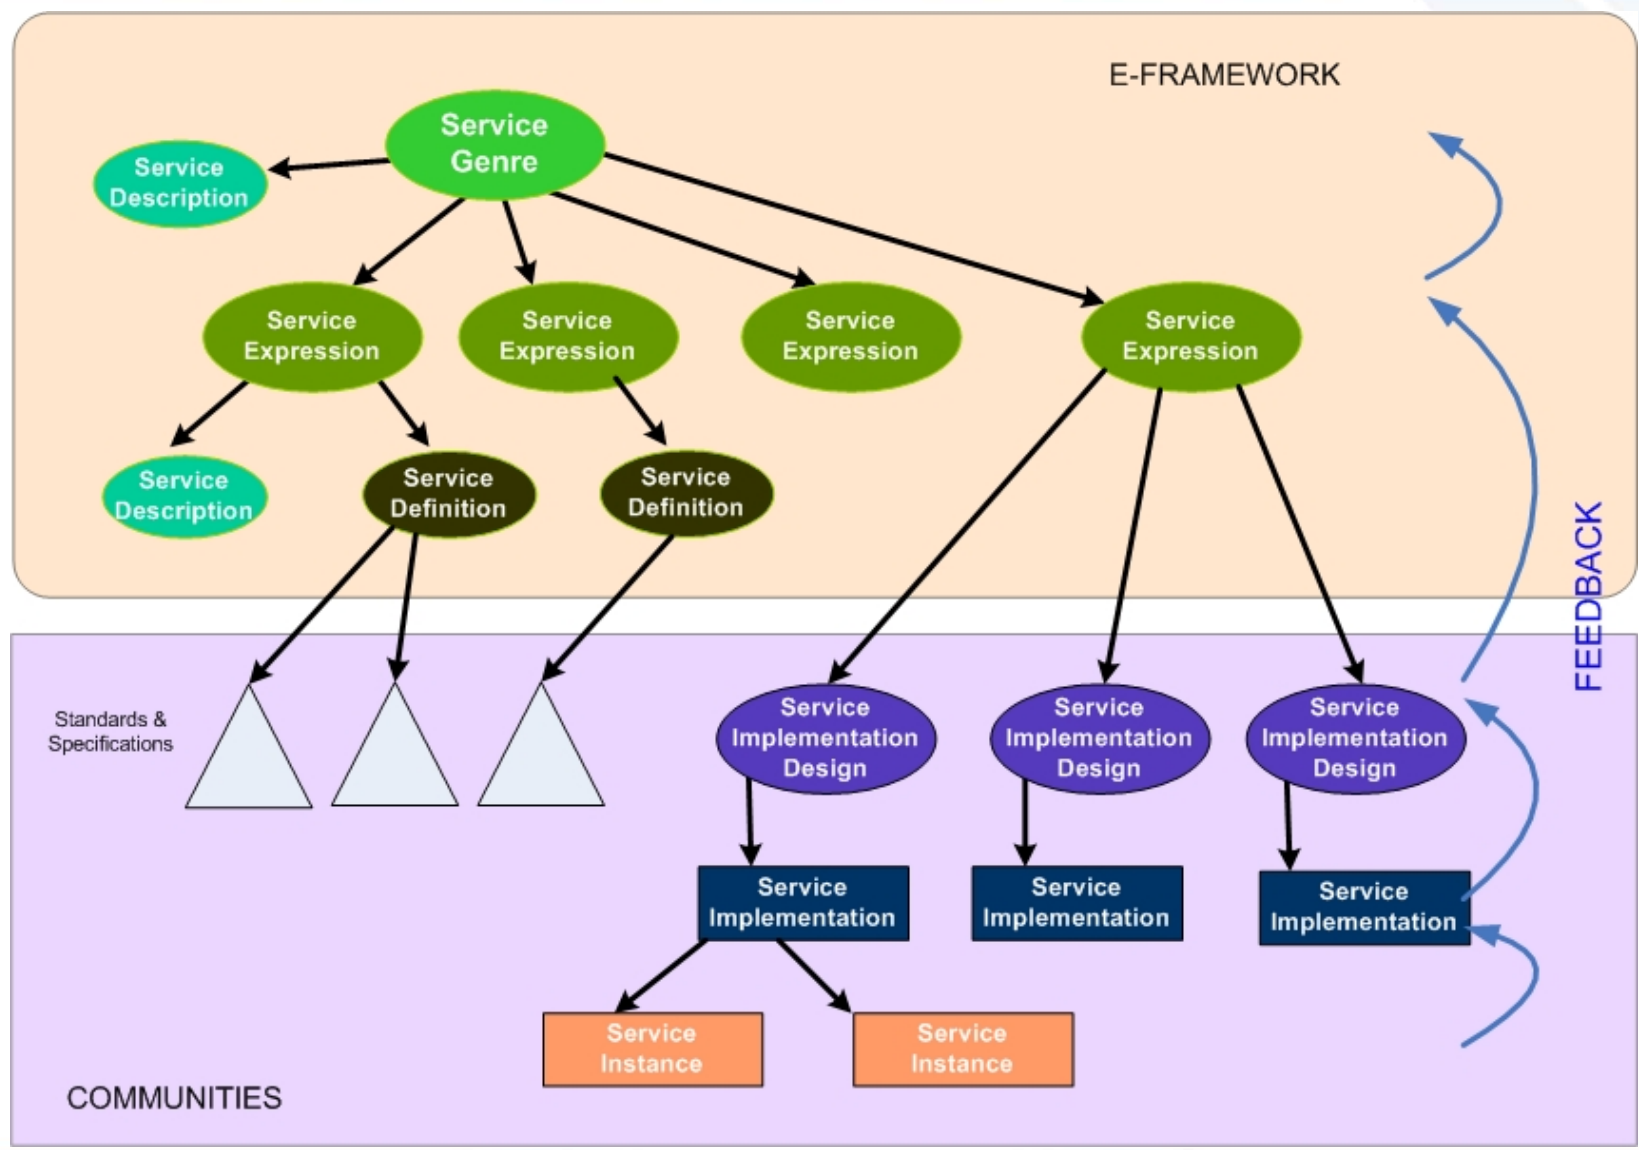 E-FRAMEWORK
Service
Genre
Service
Description
Service
Expression
Service
Expression
Service
Expression
Service
Expression
Service
Description
Service
Definition
Service
Definition
FEEDBACK
Standards &
Specifications
Service
Implementation
Design
Service
Implementation
Design
Service
Implementation
Design
Service
Implementation
Service
Implementation
Service
Implementation
Service
Instance
Service
Instance
COMMUNITIES